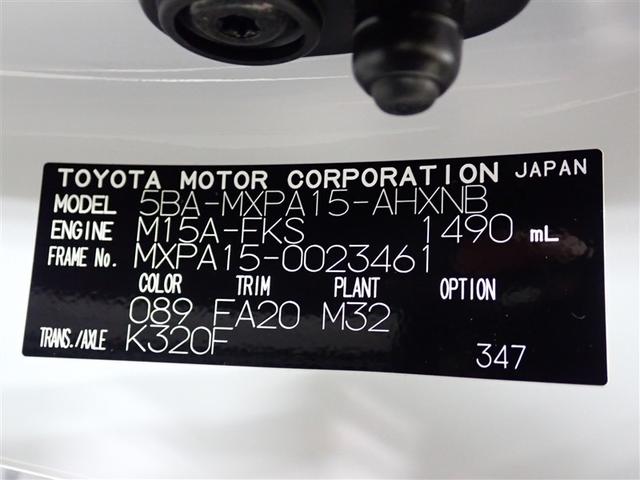 TOYOTA MOTOR CORPORATION JAPAN
MODEL 5BA-MXPA15-AHXNB
ENGINE M15A-FKS 1490 mL
FRAME No. MXPA15-0023461
COLOR TRIM PLANT OPTION
089 FA20 M32
TRANS./AXLE K320F
347